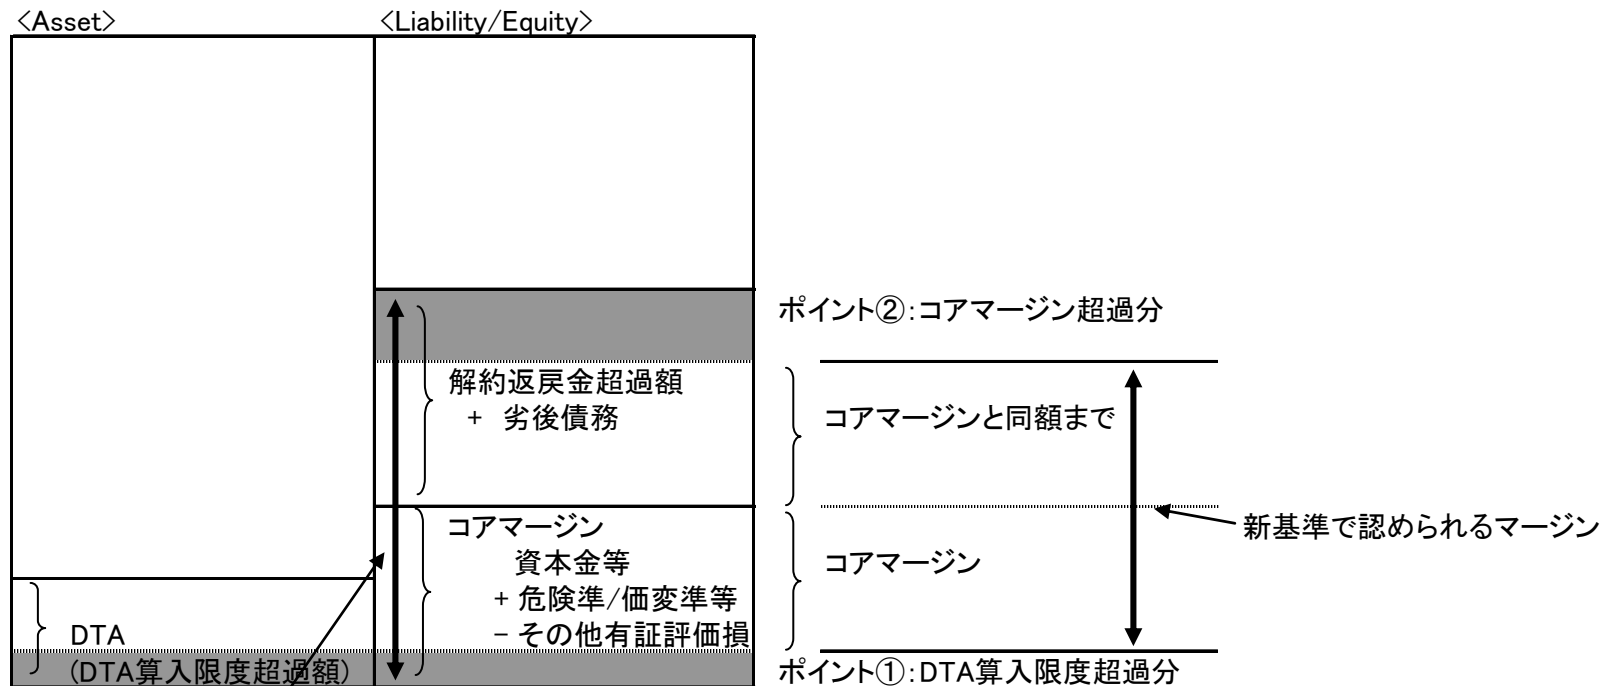 <Asset>
<Liability/Equity>
ポイント②:コアマージン超過分
解約返戻金超過額
+ 劣後債務
コアマージンと同額まで
新基準で認められるマージン
コアマージン
資本金等
+ 危険準/価変準等
- その他有証評価損
コアマージン
DTA
(DTA算入限度超過額)
ポイント①:DTA算入限度超過分